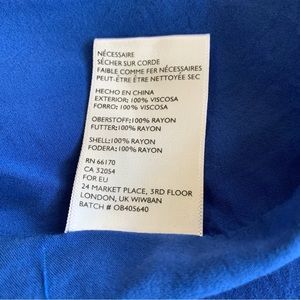 NÉCESSAIRE
SÉCHER SUR CORDE
FAIBLE COMME FER NÉCESSAIRES
PEUT-ÊTRE ÊTRE NETTOYÉE SEC
HECHO EN CHINA
EXTERIOR: 100% VISCOSA
FORRO: 100% VISCOSA
OBERSTOFF:100% RAYON
FUTTER:100% RAYON
SHELL:100% RAYON
FODERA:100% RAYON
RN 66170
CA 32054
FOR EU
24 MARKET PLACE, 3RD FLOOR
LONDON, UK WIWBAN
BATCH # OB405640